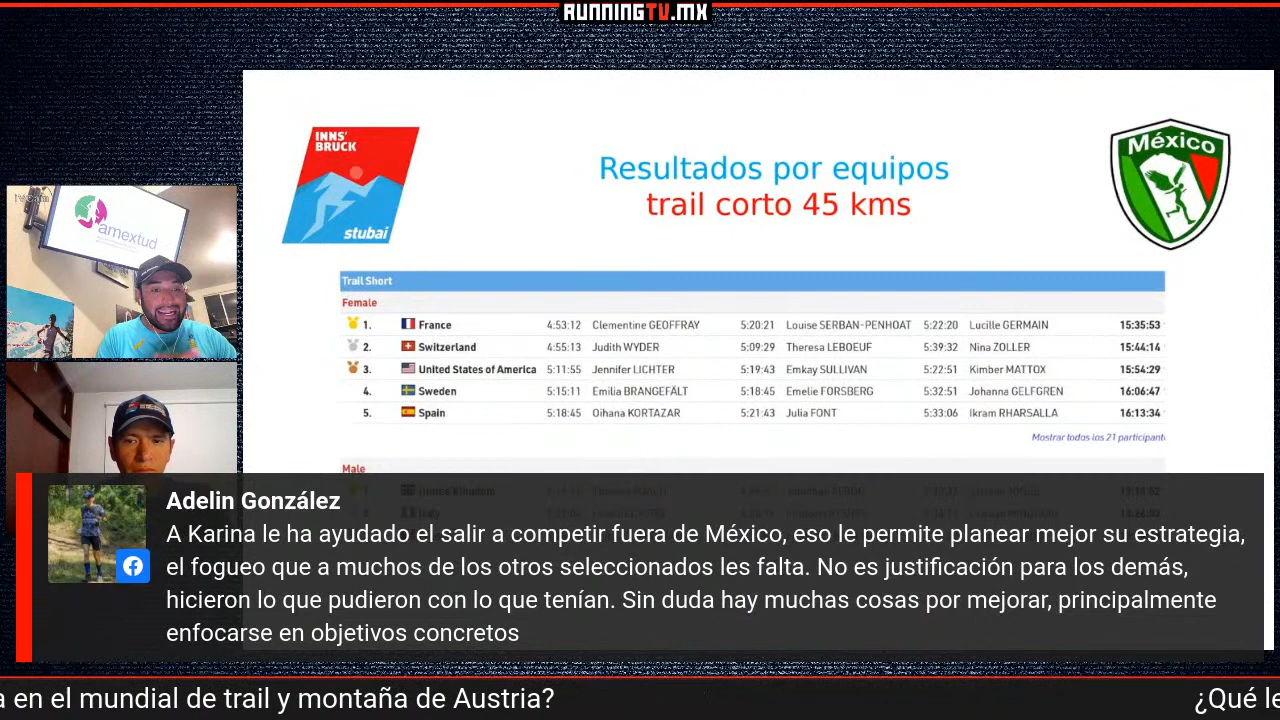 RUNNINGTV.MX
INNS'
BRUCK
stubai
Resultados por equipos
trail corto 45 kms
México
amextud
Trail Short
Female
1. France 4:53:12 Clementine GEOFFRAY 5:20:21 Louise SERBAN-PENHOAT 5:22:20 Lucille GERMAIN 15:35:53
2. Switzerland 4:55:13 Judith WYDER 5:09:29 Theresa LEBOEUF 5:39:32 Nina ZOLLER 15:44:14
3. United States of America 5:11:55 Jennifer LICHTER 5:19:43 Emkay SULLIVAN 5:22:51 Kimber MATTOX 15:54:29
4. Sweden 5:15:11 Emilia BRANGEFÄLT 5:18:45 Emelie FORSBERG 5:32:51 Johanna GELFGREN 16:06:47
5. Spain 5:18:45 Oihana KORTAZAR 5:21:43 Julia FONT 5:33:06 Ikram RHARSALLA 16:13:34
Mostrar todos los 21 participant
Male
United Kingdom
Italy
Adelin González
A Karina le ha ayudado el salir a competir fuera de México, eso le permite planear mejor su estrategia,
el fogueo que a muchos de los otros seleccionados les falta. No es justificación para los demás,
hicieron lo que pudieron con lo que tenían. Sin duda hay muchas cosas por mejorar, principalmente
enfocarse en objetivos concretos
a en el mundial de trail y montaña de Austria? ¿Qué le